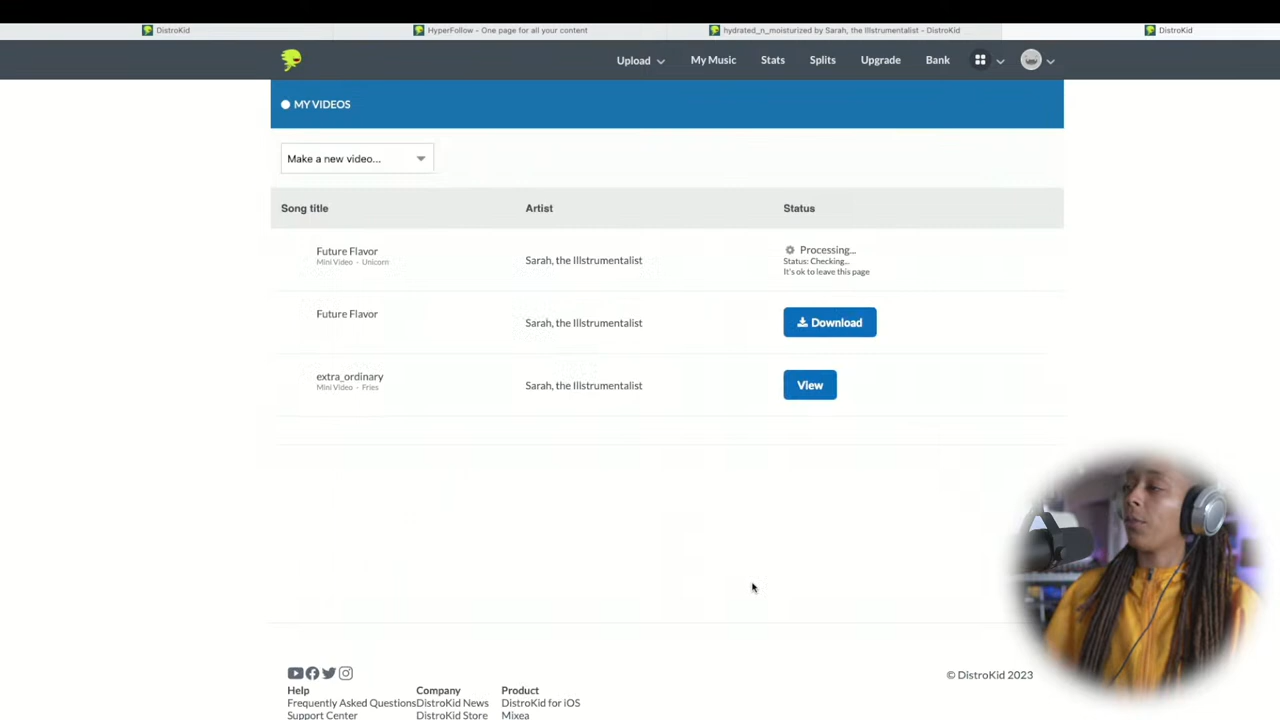 DistroKid
HyperFollow - One page for all your content
hydrated_n_moisturized by Sarah, the Illstrumentalist - DistroKid
DistroKid
Upload
My Music
Stats
Splits
Upgrade
Bank
MY VIDEOS
Make a new video...
Song title
Artist
Status
Future Flavor
Mini Video • Unicorn
Sarah, the Illstrumentalist
Processing...
Status: Checking...
It's ok to leave this page
Future Flavor
Sarah, the Illstrumentalist
Download
extra_ordinary
Mini Video • Fries
Sarah, the Illstrumentalist
View
© DistroKid 2023
Help
Company
Product
Frequently Asked Questions
DistroKid News
DistroKid for iOS
Support Center
DistroKid Store
Mixea